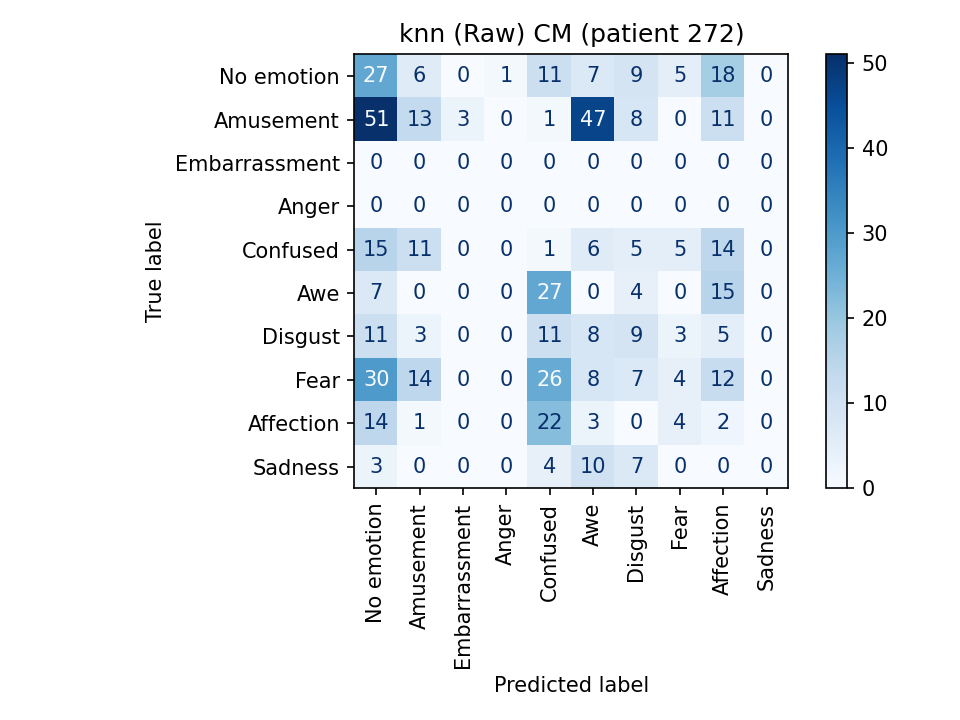 knn (Raw) CM (patient 272)
No emotion 27 6 0 1 11 7 9 5 18 0
Amusement 51 13 3 0 1 47 8 0 11 0
Embarrassment 0 0 0 0 0 0 0 0 0 0
Anger 0 0 0 0 0 0 0 0 0 0
Confused 15 11 0 0 1 6 5 5 14 0
Awe 7 0 0 0 27 0 4 0 15 0
Disgust 11 3 0 0 11 8 9 3 5 0
Fear 30 14 0 0 26 8 7 4 12 0
Affection 14 1 0 0 22 3 0 4 2 0
Sadness 3 0 0 0 4 10 7 0 0 0
True label
No emotion
Amusement
Embarrassment
Anger
Confused
Awe
Disgust
Fear
Affection
Sadness
Predicted label
50
40
30
20
10
0